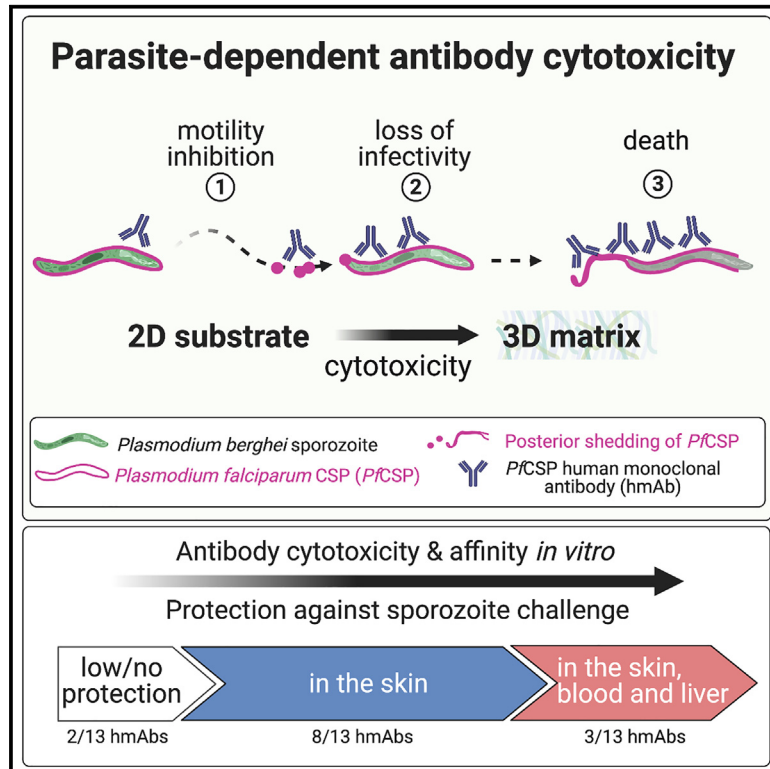 Parasite-dependent antibody cytotoxicity
motility
inhibition
①
loss of
infectivity
②
death
③
2D substrate
cytotoxicity
3D matrix
Plasmodium berghei sporozoite
Plasmodium falciparum CSP (PfCSP)
Posterior shedding of PfCSP
PfCSP human monoclonal
antibody (hmAb)
Antibody cytotoxicity & affinity in vitro
Protection against sporozoite challenge
low/no
protection
in the skin
in the skin,
blood and liver
2/13 hmAbs
8/13 hmAbs
3/13 hmAbs